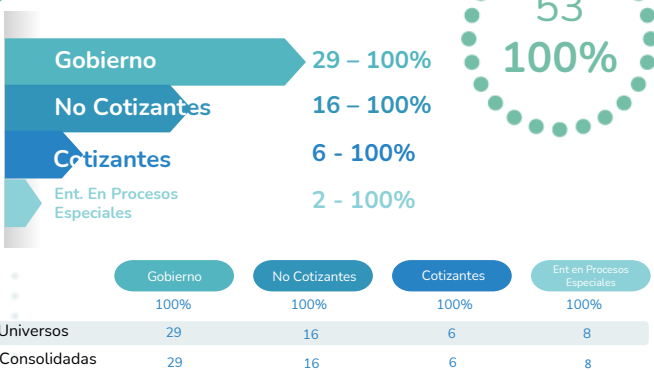 53
100%
Gobierno 29 – 100%
No Cotizantes 16 – 100%
Cotizantes 6 - 100%
Ent. En Procesos
Especiales 2 - 100%
Gobierno No Cotizantes Cotizantes Ent en Procesos
Especiales
100% 100% 100% 100%
Universos 29 16 6 8
Consolidadas 29 16 6 8